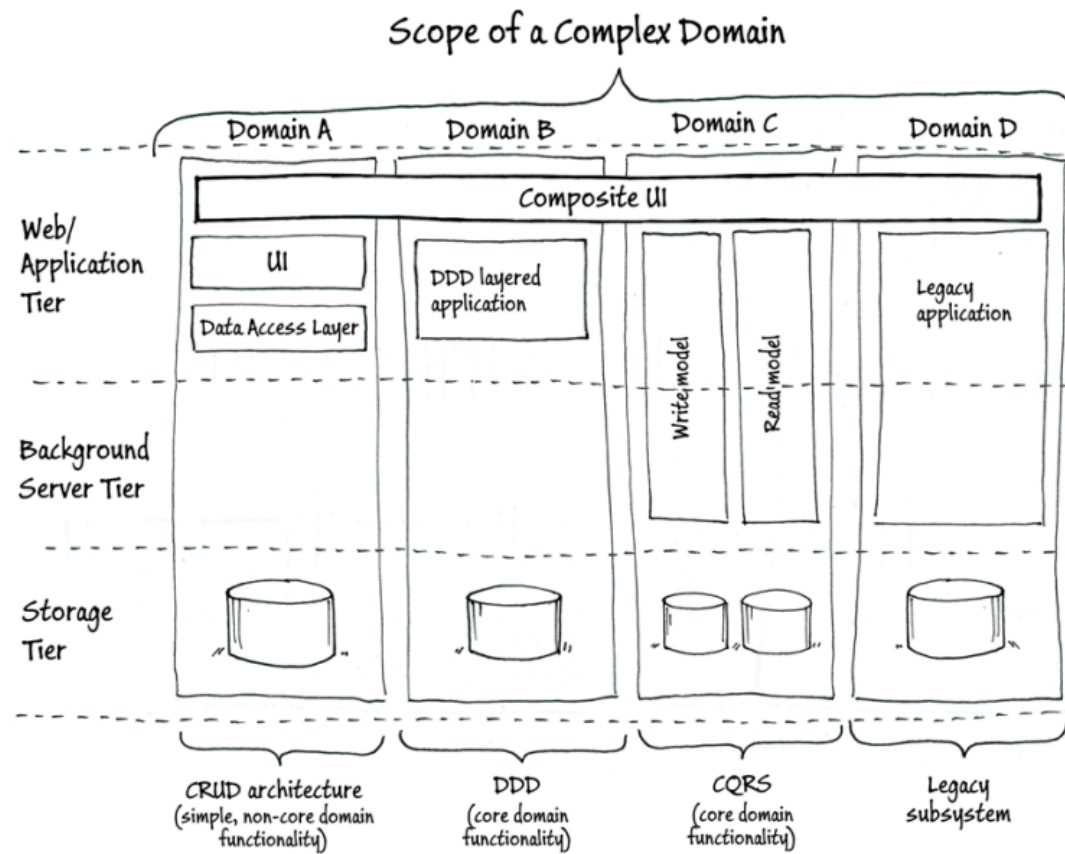 Scope of a Complex Domain
Domain A
Domain B
Domain C
Domain D
Composite UI
Web/
Application
Tier
UI
Data Access Layer
DDD layered
application
Write model
Read model
Legacy
application
Background
Server Tier
Storage
Tier
CRUD architecture
(simple, non-core domain
functionality)
DDD
(core domain
functionality)
CQRS
(core domain
functionality)
Legacy
subsystem